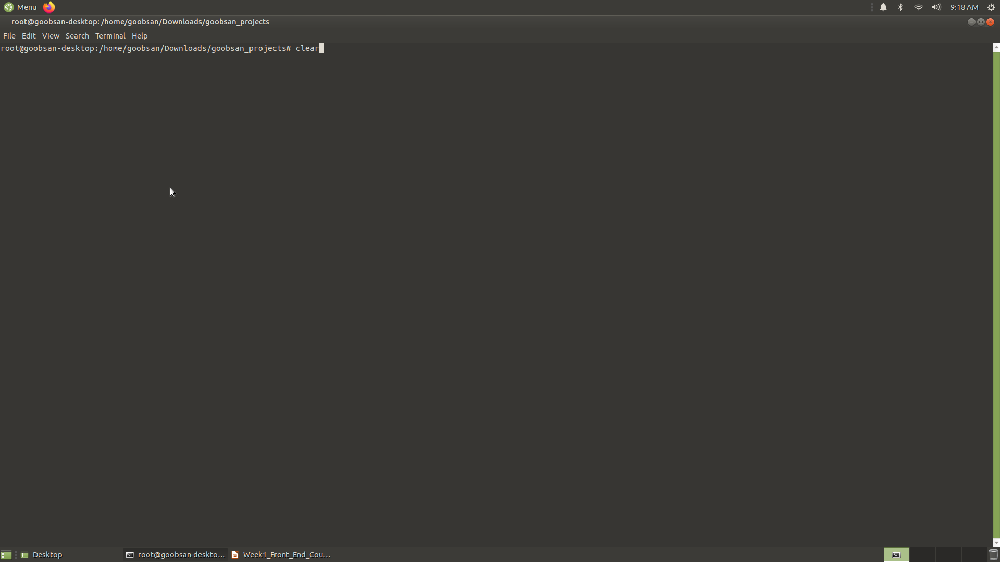 Menu
9:18 AM
root@goobsan-desktop: /home/goobsan/Downloads/goobsan_projects
File Edit View Search Terminal Help
root@goobsan-desktop:/home/goobsan/Downloads/goobsan_projects# clear
Desktop
root@goobsan-deskto...
Week1_Front_End_Cou...